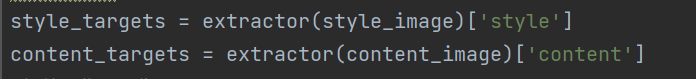 style_targets = extractor(style_image)['style']
content_targets = extractor(content_image)['content']